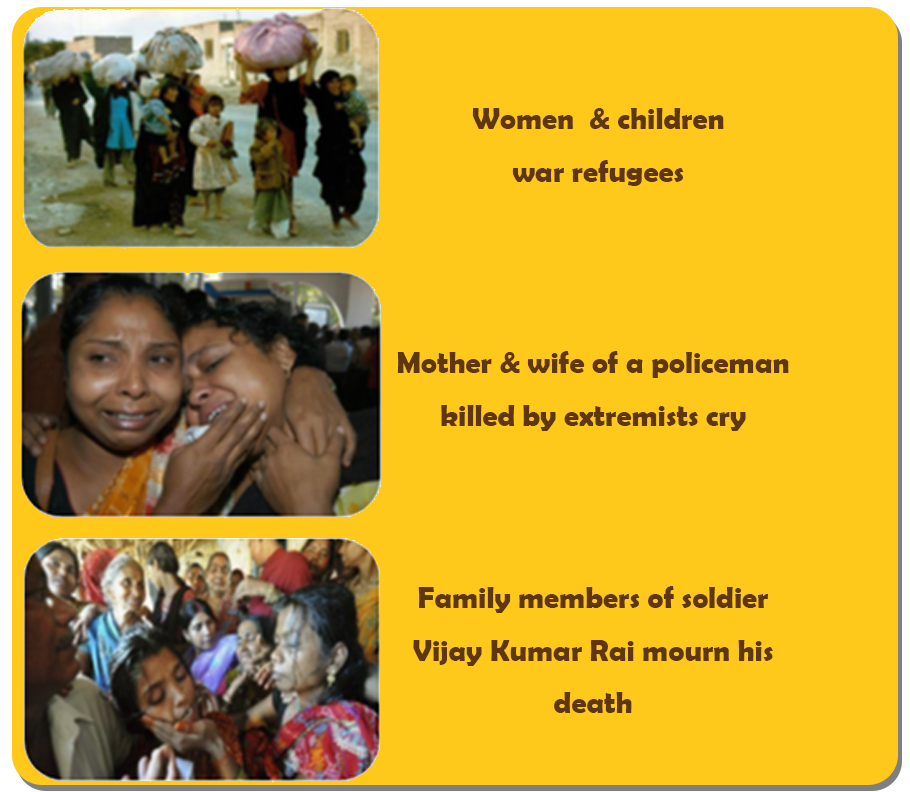 Women & children
war refugees
Mother & wife of a policeman
killed by extremists cry
Family members of soldier
Vijay Kumar Rai mourn his
death